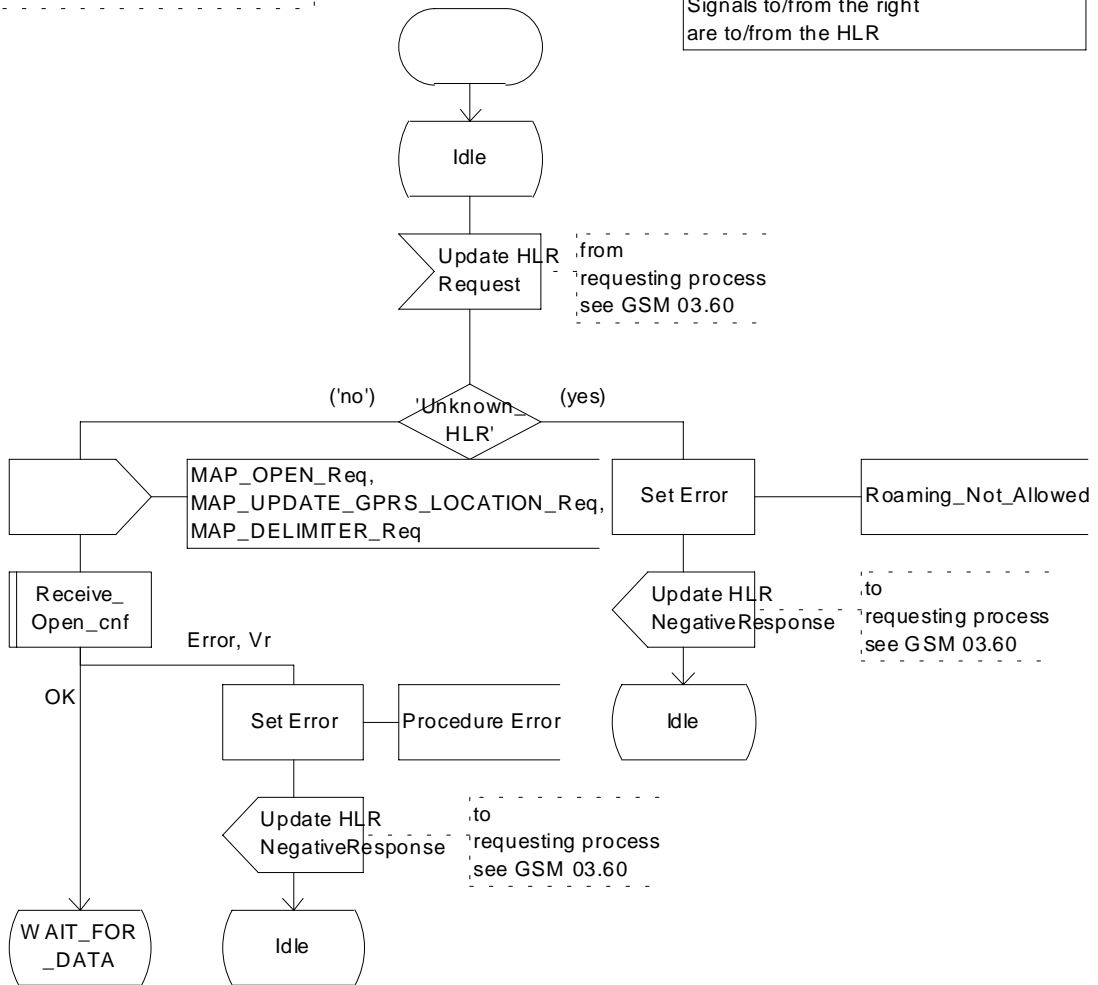 Signals to/from the right
are to/from the HLR
Idle
Update HLR
Request
from
requesting process
see GSM 03.60
('no')
'Unknown_
HLR'
(yes)
MAP_OPEN_Req,
MAP_UPDATE_GPRS_LOCATION_Req,
MAP_DELIMITER_Req
Set Error
Roaming_Not_Allowed
Receive_
Open_cnf
Update HLR
NegativeResponse
to
requesting process
see GSM 03.60
Error, Vr
OK
Set Error
Procedure Error
Idle
Update HLR
NegativeResponse
to
requesting process
see GSM 03.60
WAIT_FOR
_DATA
Idle